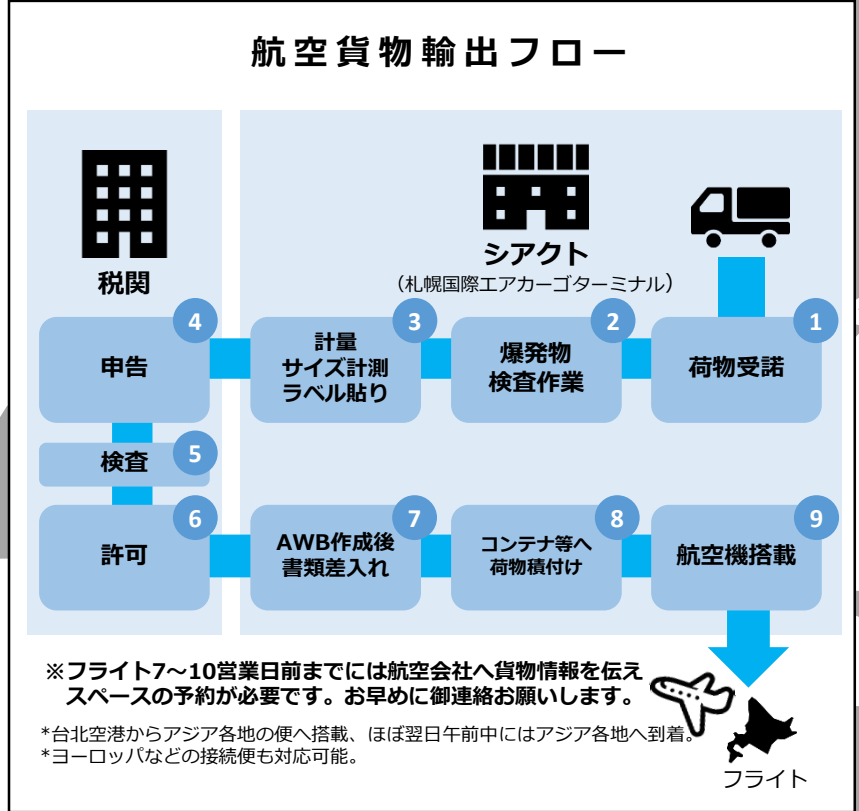 航空貨物輸出フロー
税関
シアクト
（札幌国際エアカーゴターミナル）
1
荷物受諾
2
爆発物
検査作業
3
計量
サイズ計測
ラベル貼り
4
申告
5
検査
6
許可
7
AWB作成後
書類差入れ
8
コンテナ等へ
荷物積付け
9
航空機搭載
※フライト7～10営業日前までには航空会社へ貨物情報を伝え
スペースの予約が必要です。お早めに御連絡お願いします。
*台北空港からアジア各地の便へ搭載、ほぼ翌日午前中にはアジア各地へ到着。
*ヨーロッパなどの接続便も対応可能。
フライト